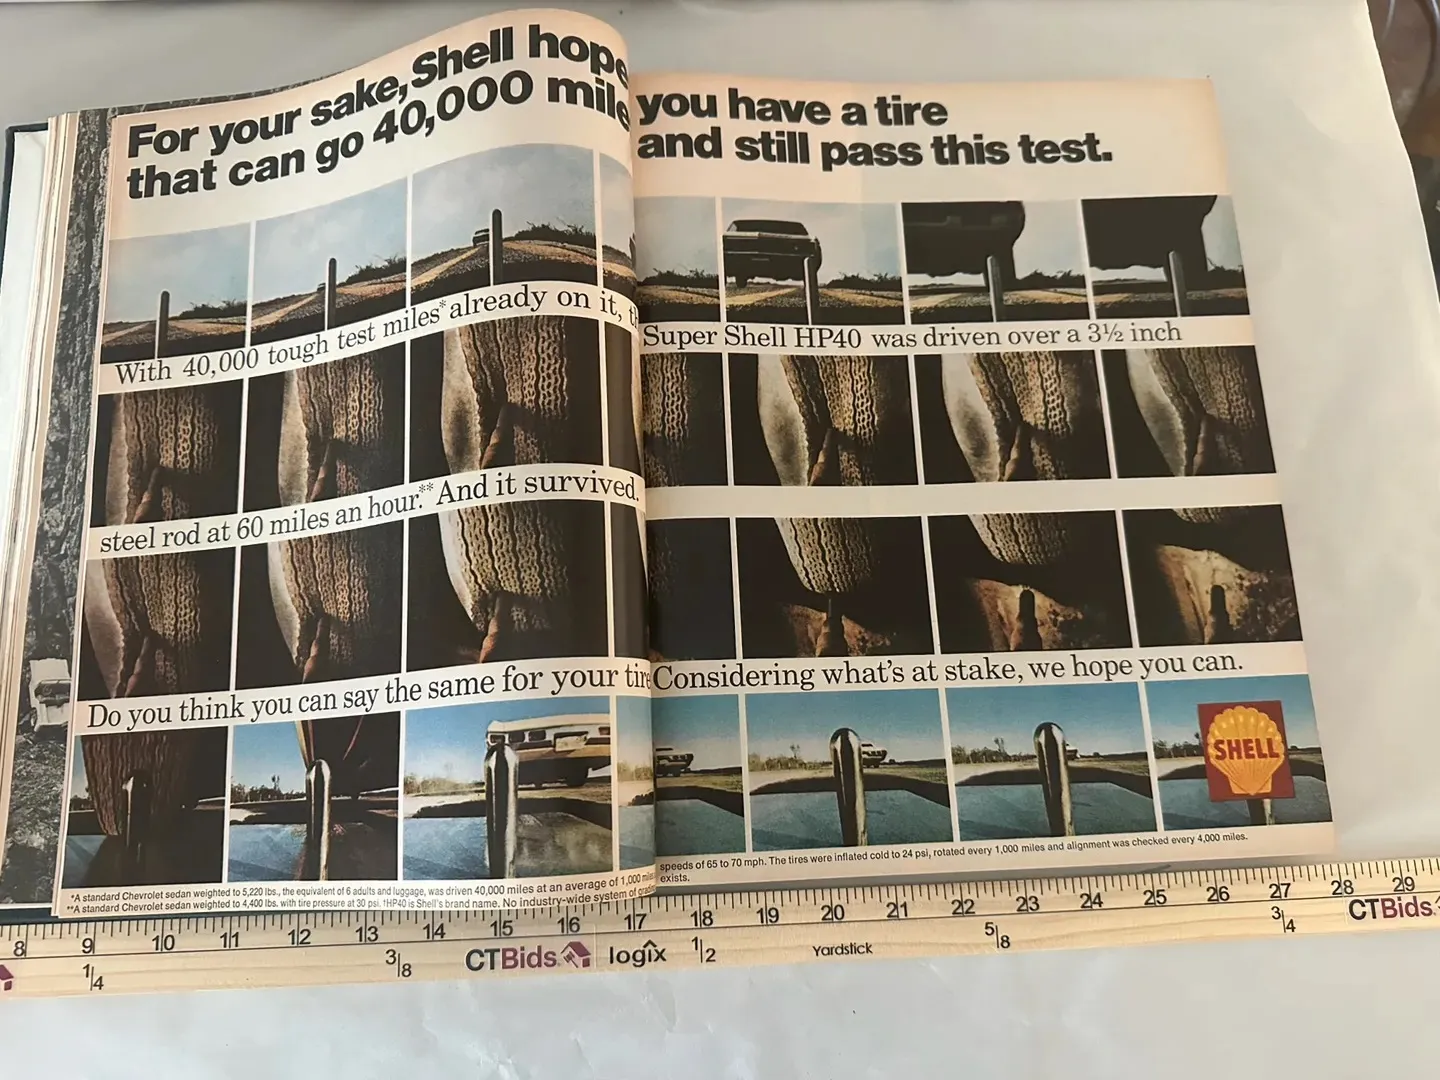 For your sake, Shell hope you have a tire
that can go 40,000 mile and still pass this test.
With 40,000 tough test miles* already on it, Super Shell HP40 was driven over a 3½ inch
steel rod at 60 miles an hour.** And it survived.
Do you think you can say the same for your tire Considering what's at stake, we hope you can.
SHELL
*A standard Chevrolet sedan weighted to 5,220 lbs., the equivalent of 6 adults and luggage, was driven 40,000 miles at an average of 1,000 miles speeds of 65 to 70 mph. The tires were inflated cold to 24 psi, rotated every 1,000 miles and alignment was checked every 4,000 miles.
**A standard Chevrolet sedan weighted to 4,400 lbs. with tire pressure at 30 psi. †HP40 is Shell's brand name. No industry-wide system of exists.
8 9 10 11 12 13 14 15 16 17 18 19 20 21 22 23 24 25 26 27 28 29
1/4 3/8 CTBids logix 1/2 Yardstick 5/8 3/4 CTBids